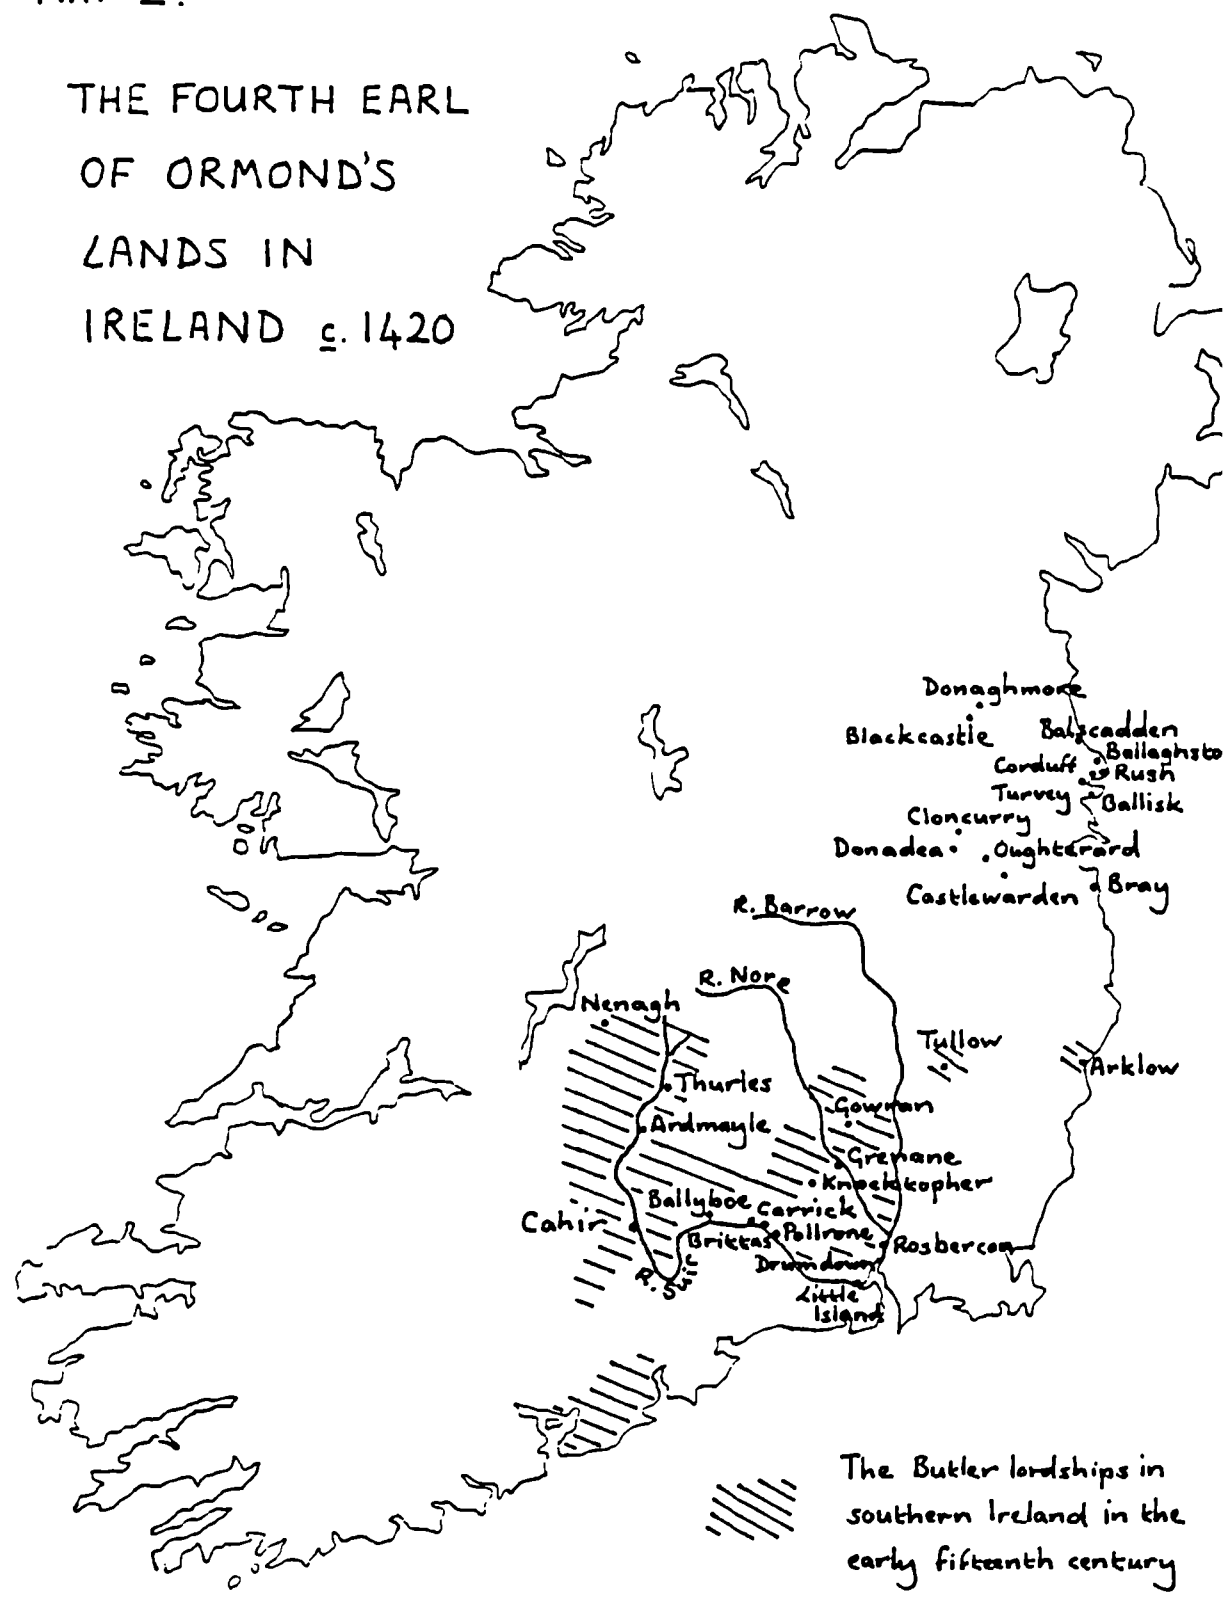 THE FOURTH EARL
OF ORMOND'S
LANDS IN
IRELAND c. 1420
Donaghmore
Blackcastle
Balscadden
Ballaghsto
Corduff
Rush
Turvey
Ballisk
Cloncurry
Donadea
Oughterard
Castlewarden
Bray
R. Barrow
R. Nore
Nenagh
Tullow
Arklow
Thurles
Gowran
Ardmayle
Grenane
Knocktopher
Ballyboe
Carrick
Cahir
Brittas
Pollrone
Rosbercon
Drumdowny
R. Suir
Little
Island
The Butler lordships in
southern Ireland in the
early fifteenth century